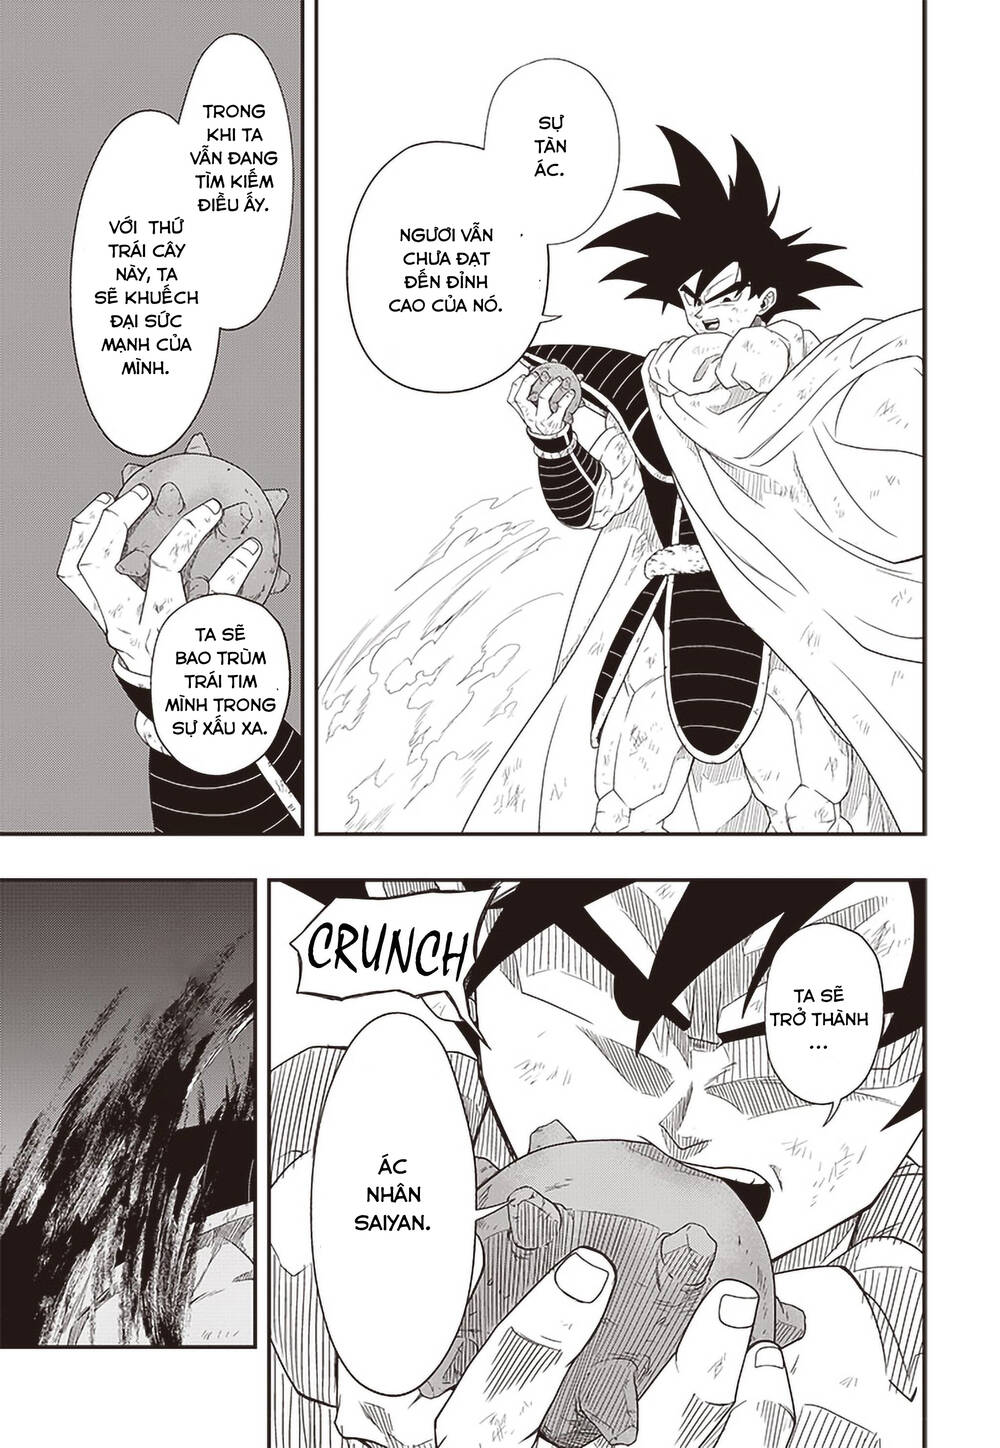 SỰ
TÀN
ÁC.
NGƯƠI VẪN
CHƯA ĐẠT
ĐẾN ĐỈNH
CAO CỦA NÓ.
TRONG
KHI TA
VẪN ĐANG
TÌM KIẾM
ĐIỀU ẤY.
VỚI THỨ
TRÁI CÂY
NÀY, TA
SẼ KHUẾCH
ĐẠI SỨC
MẠNH CỦA
MÌNH.
TA SẼ
BAO TRÙM
TRÁI TIM
MÌNH TRONG
SỰ XẤU XA.
TA SẼ
TRỞ THÀNH
...
CRUNCH
ÁC
NHÂN
SAIYAN.